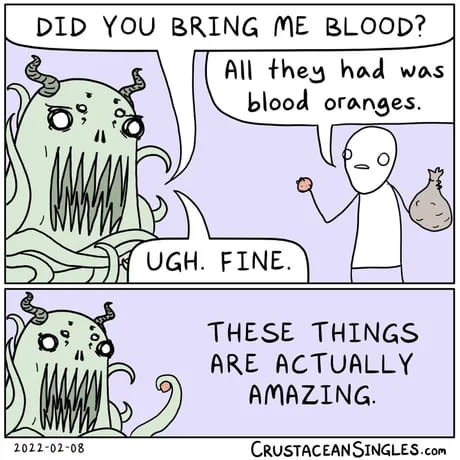 DID YOU BRING ME BLOOD?
All they had was
blood oranges.
UGH. FINE.
THESE THINGS
ARE ACTUALLY
AMAZING.
2022-02-08
CRUSTACEANSINGLES.com